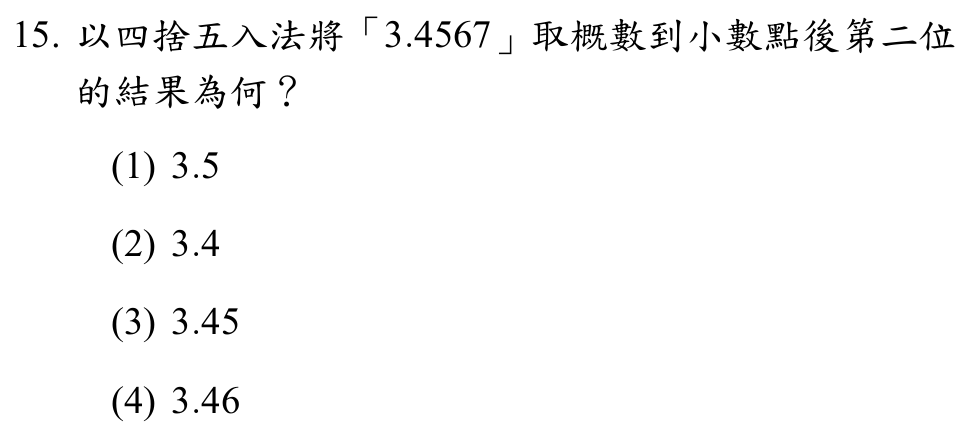 15. 以四捨五入法將「3.4567」取概數到小數點後第二位
的結果為何？
(1) 3.5
(2) 3.4
(3) 3.45
(4) 3.46